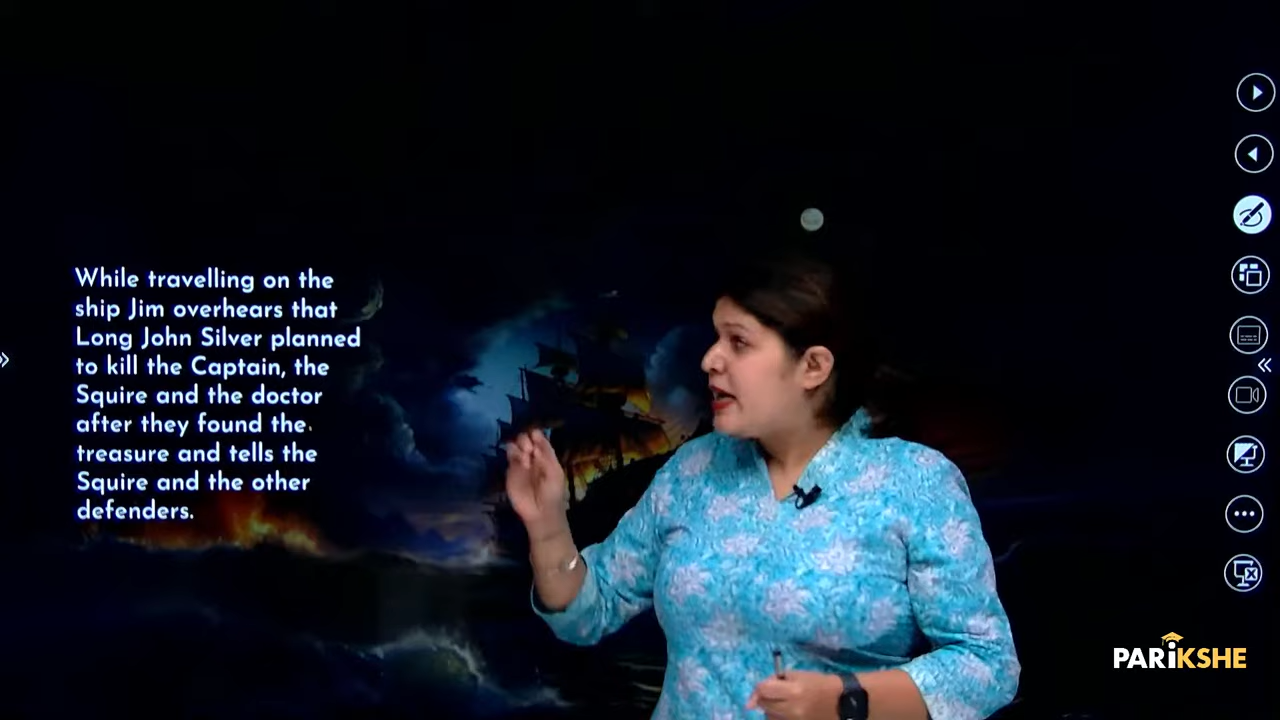 While travelling on the
ship Jim overhears that
Long John Silver planned
to kill the Captain, the
Squire and the doctor
after they found the
treasure and tells the
Squire and the other
defenders.
PARIKSHE